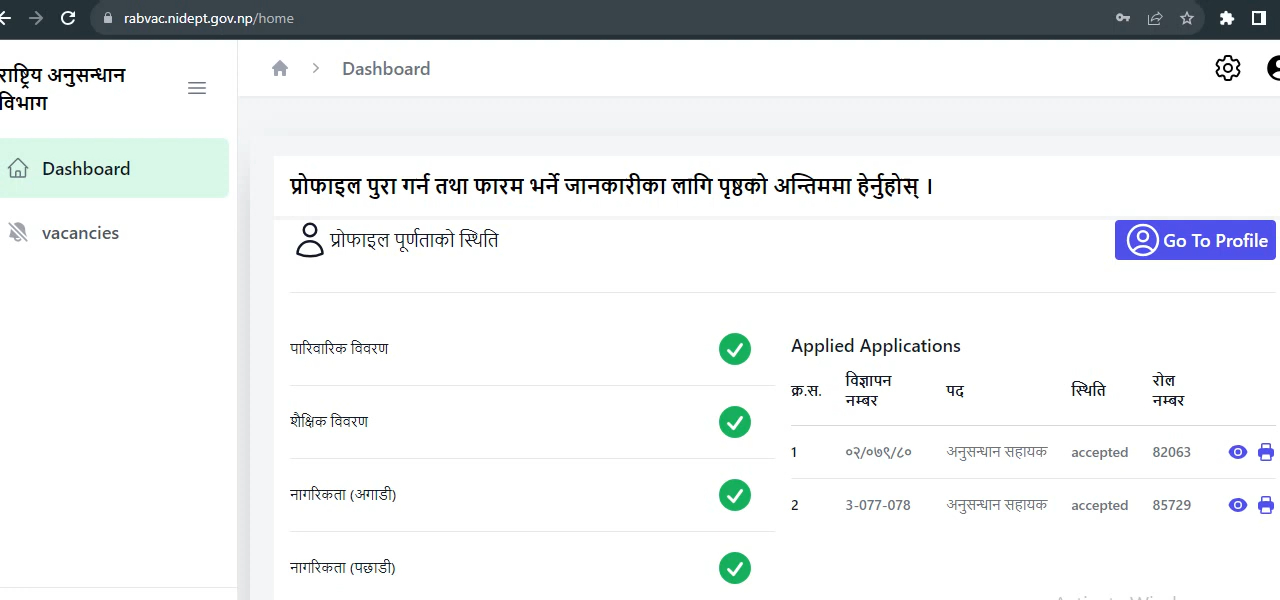 rabvac.nidept.gov.np/home
राष्ट्रिय अनुसन्धान
विभाग
Dashboard
Dashboard
vacancies
प्रोफाइल पुरा गर्न तथा फारम भर्ने जानकारीका लागि पृष्ठको अन्तिममा हेर्नुहोस् ।
प्रोफाइल पूर्णताको स्थिति
Go To Profile
पारिवारिक विवरण
शैक्षिक विवरण
नागरिकता (अगाडी)
नागरिकता (पछाडी)
Applied Applications
क्र.स. विज्ञापन नम्बर पद स्थिति रोल नम्बर
1 ०२/०७९/८० अनुसन्धान सहायक accepted 82063
2 3-077-078 अनुसन्धान सहायक accepted 85729